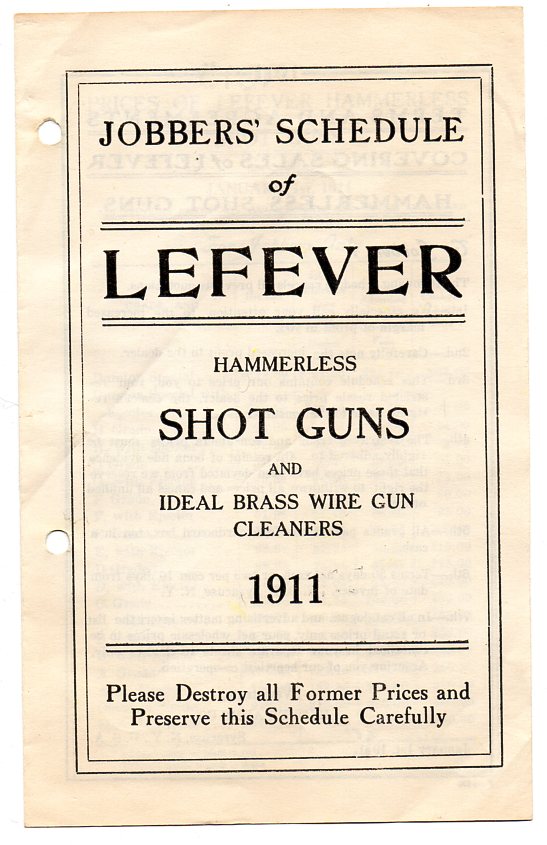 JOBBERS' SCHEDULE
of
LEFEVER
HAMMERLESS
SHOT GUNS
AND
IDEAL BRASS WIRE GUN
CLEANERS
1911
Please Destroy all Former Prices and
Preserve this Schedule Carefully